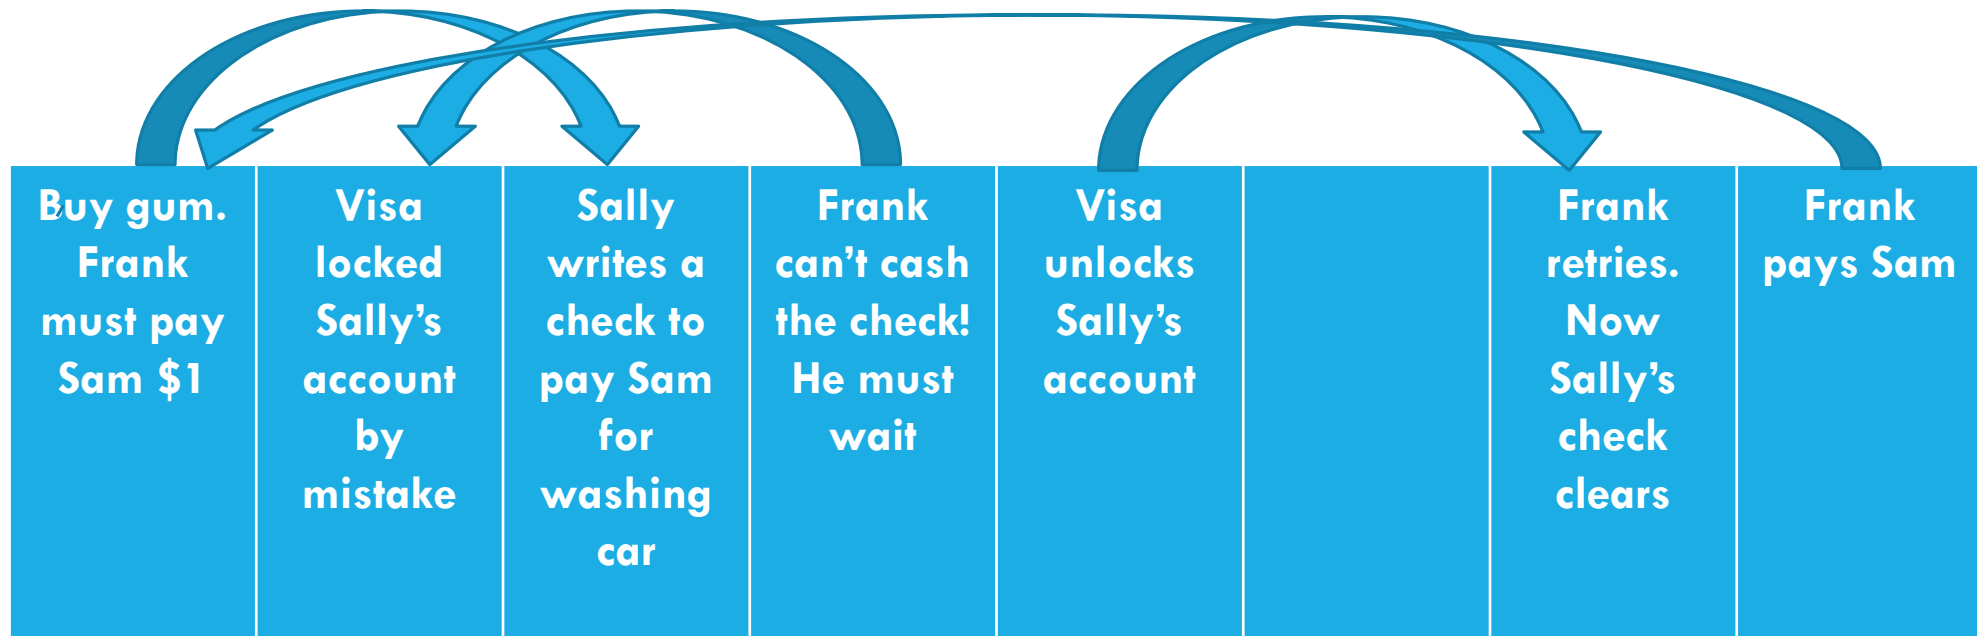 Buy gum.
Frank
must pay
Sam $1
Visa
locked
Sally's
account
by
mistake
Sally
writes a
check to
pay Sam
for
washing
car
Frank
can't cash
the check!
He must
wait
Visa
unlocks
Sally's
account
Frank
retries.
Now
Sally's
check
clears
Frank
pays Sam